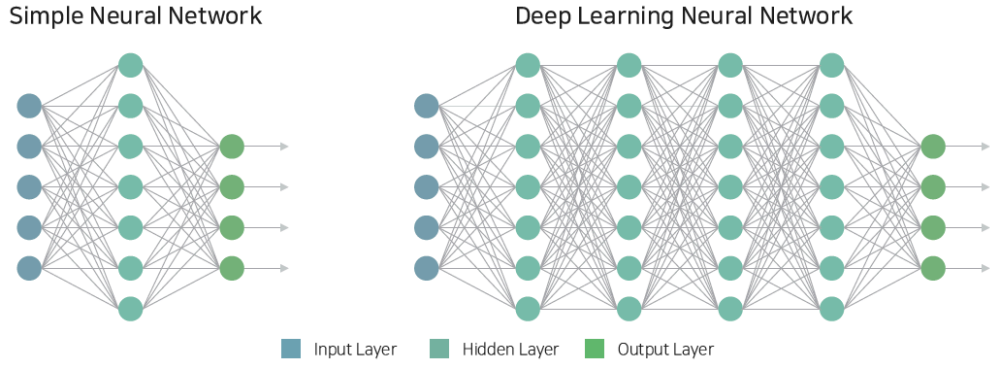 Simple Neural Network
Deep Learning Neural Network
Input Layer
Hidden Layer
Output Layer